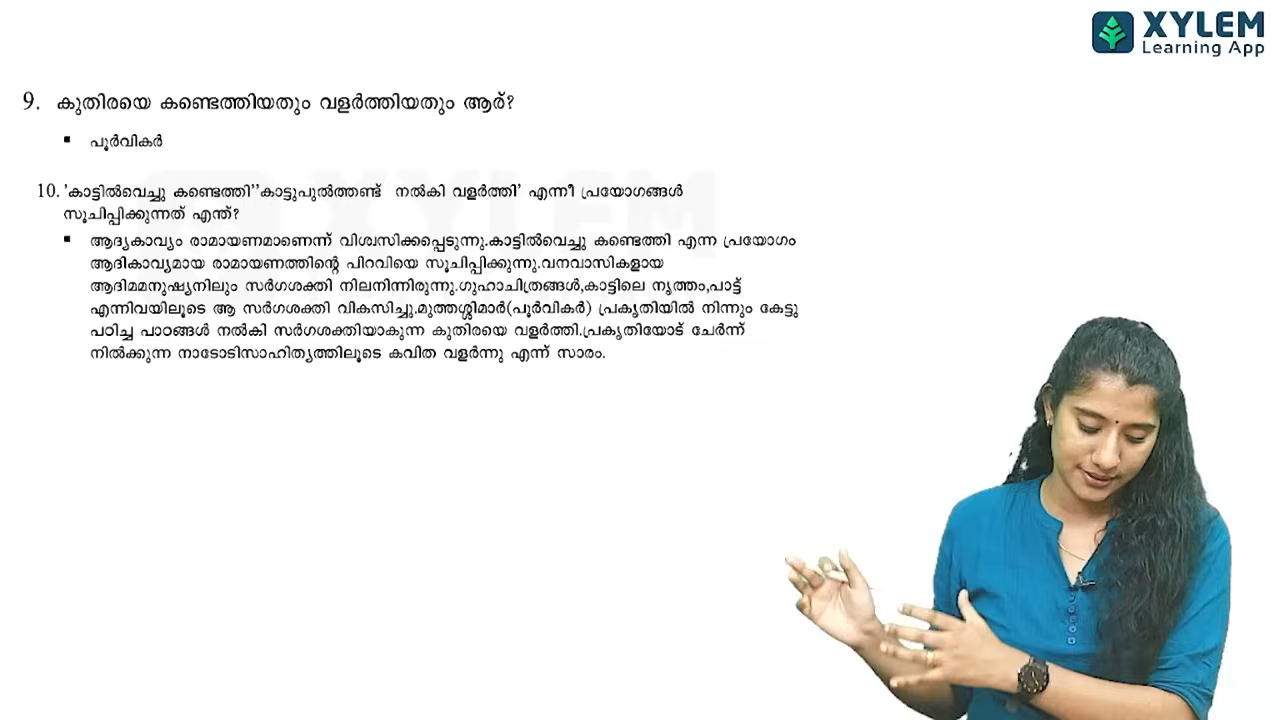 XYLEM
Learning App
9. കുതിരയെ കണ്ടെത്തിയതും വളർത്തിയതും ആര്?
▪ പൂർവികർ
10. 'കാട്ടിൽവെച്ചു കണ്ടെത്തി''കാട്ടുപുൽത്തണ്ട് നൽകി വളർത്തി' എന്നീ പ്രയോഗങ്ങൾ
സൂചിപ്പിക്കുന്നത് എന്ത്?
▪ ആദ്യകാവ്യം രാമായണമാണെന്ന് വിശ്വസിക്കപ്പെടുന്നു.കാട്ടിൽവെച്ചു കണ്ടെത്തി എന്ന പ്രയോഗം
ആദികാവ്യമായ രാമായണത്തിന്റെ പിറവിയെ സൂചിപ്പിക്കുന്നു.വനവാസികളായ
ആദിമമനുഷ്യനിലും സർഗശക്തി നിലനിന്നിരുന്നു.ഗുഹാചിത്രങ്ങൾ,കാട്ടിലെ നൃത്തം,പാട്ട്
എന്നിവയിലൂടെ ആ സർഗശക്തി വികസിച്ചു.മുത്തശ്ശിമാർ(പൂർവികർ) പ്രകൃതിയിൽ നിന്നും കേട്ടു
പഠിച്ച പാഠങ്ങൾ നൽകി സർഗശക്തിയാകുന്ന കുതിരയെ വളർത്തി.പ്രകൃതിയോട് ചേർന്ന്
നിൽക്കുന്ന നാടോടിസാഹിത്യത്തിലൂടെ കവിത വളർന്നു എന്ന് സാരം.